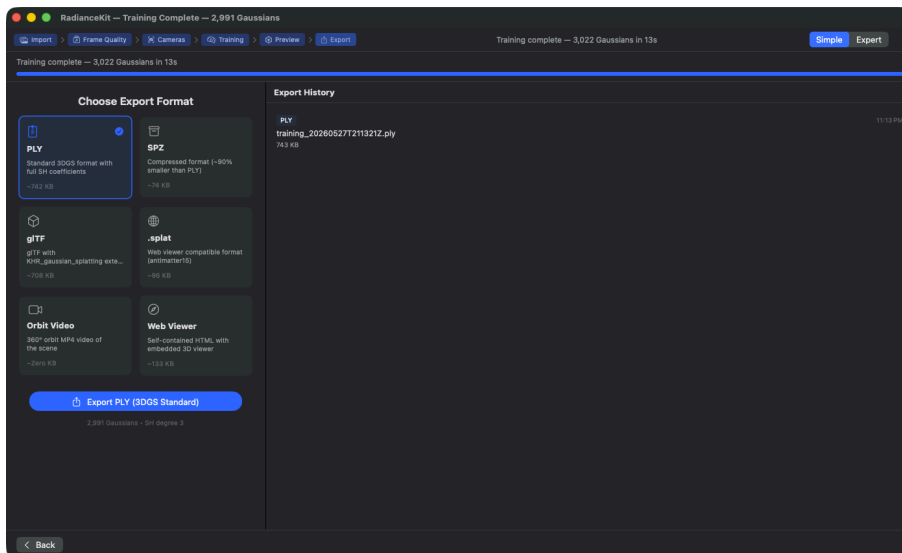 RadianceKit — Training Complete — 2,991 Gaussians
Import > Frame Quality > Cameras > Training > Preview > Export
Training complete — 3,022 Gaussians in 13s
Simple Expert
Training complete — 3,022 Gaussians in 13s
Choose Export Format
PLY
Standard 3DGS format with
full SH coefficients
~742 KB
SPZ
Compressed format (~90%
smaller than PLY)
~74 KB
glTF
glTF with
KHR_gaussian_splatting exte...
~708 KB
.splat
Web viewer compatible format
(antimatter15)
~96 KB
Orbit Video
360° orbit MP4 video of
the scene
~Zero KB
Web Viewer
Self-contained HTML with
embedded 3D viewer
~133 KB
Export PLY (3DGS Standard)
2,991 Gaussians • SH degree 3
Export History
PLY
training_20260527T211321Z.ply
743 KB
11:13 PM
< Back